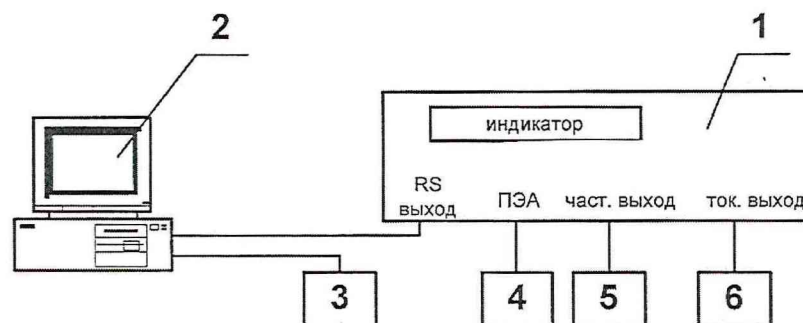 2
1
индикатор
RS
выход
ПЭА
част. выход
ток. выход
3
4
5
6